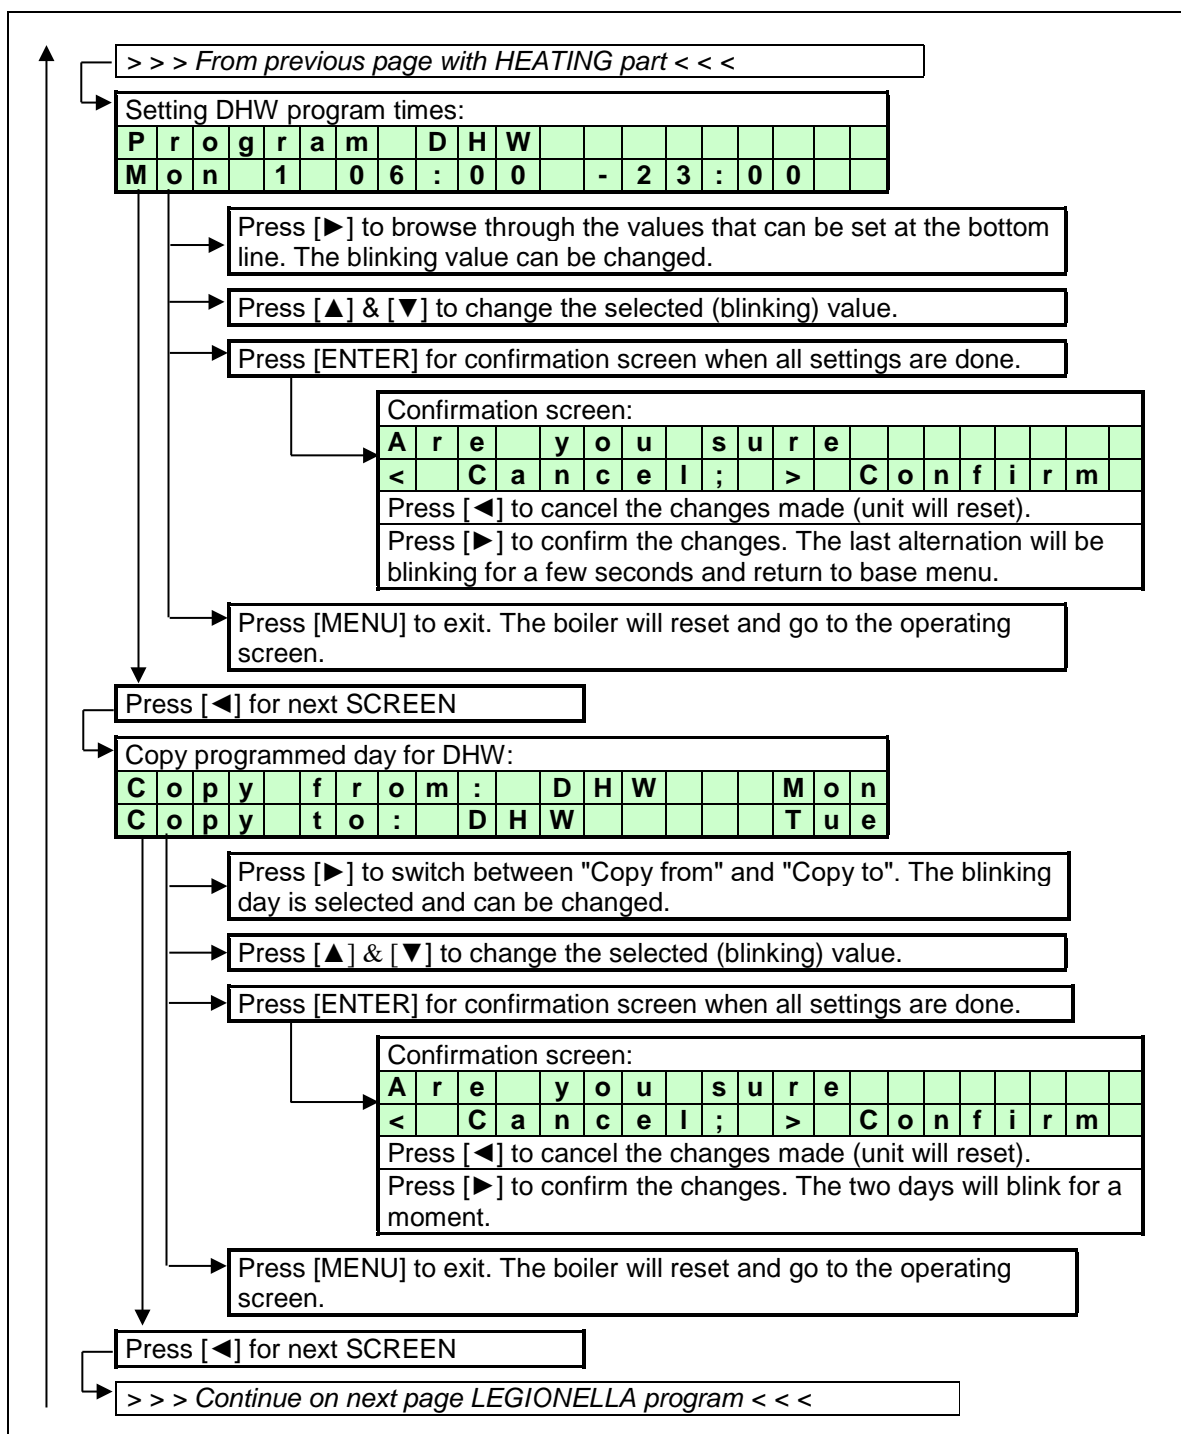 > > > From previous page with HEATING part < < <
Setting DHW program times:
Program DHW
Mon 1 06:00 -23:00
Press [►] to browse through the values that can be set at the bottom
line. The blinking value can be changed.
Press [▲] & [▼] to change the selected (blinking) value.
Press [ENTER] for confirmation screen when all settings are done.
Confirmation screen:
Are you sure
< Cancel; > Confirm
Press [◄] to cancel the changes made (unit will reset).
Press [►] to confirm the changes. The last alternation will be
blinking for a few seconds and return to base menu.
Press [MENU] to exit. The boiler will reset and go to the operating
screen.
Press [◄] for next SCREEN
Copy programmed day for DHW:
Copy from: DHW Mon
Copy to: DHW Tue
Press [►] to switch between "Copy from" and "Copy to". The blinking
day is selected and can be changed.
Press [▲] & [▼] to change the selected (blinking) value.
Press [ENTER] for confirmation screen when all settings are done.
Confirmation screen:
Are you sure
< Cancel; > Confirm
Press [◄] to cancel the changes made (unit will reset).
Press [►] to confirm the changes. The two days will blink for a
moment.
Press [MENU] to exit. The boiler will reset and go to the operating
screen.
Press [◄] for next SCREEN
> > > Continue on next page LEGIONELLA program < < <